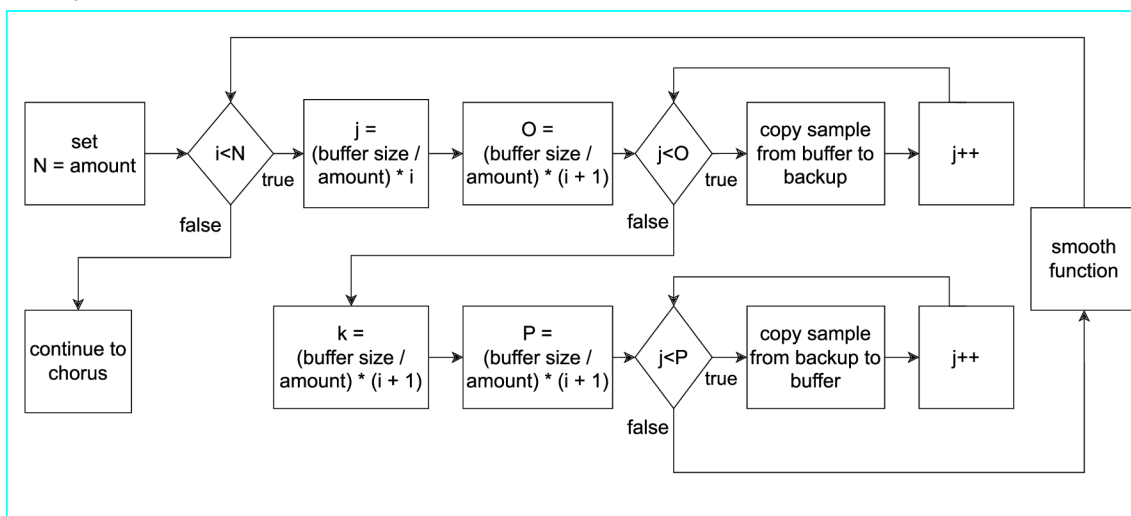 set
N = amount
i<N
true
false
j =
(buffer size /
amount) * i
O =
(buffer size /
amount) * (i + 1)
j<O
true
false
copy sample
from buffer to
backup
j++
smooth
function
continue to
chorus
k =
(buffer size /
amount) * (i + 1)
P =
(buffer size /
amount) * (i + 1)
j<P
true
false
copy sample
from backup to
buffer
j++